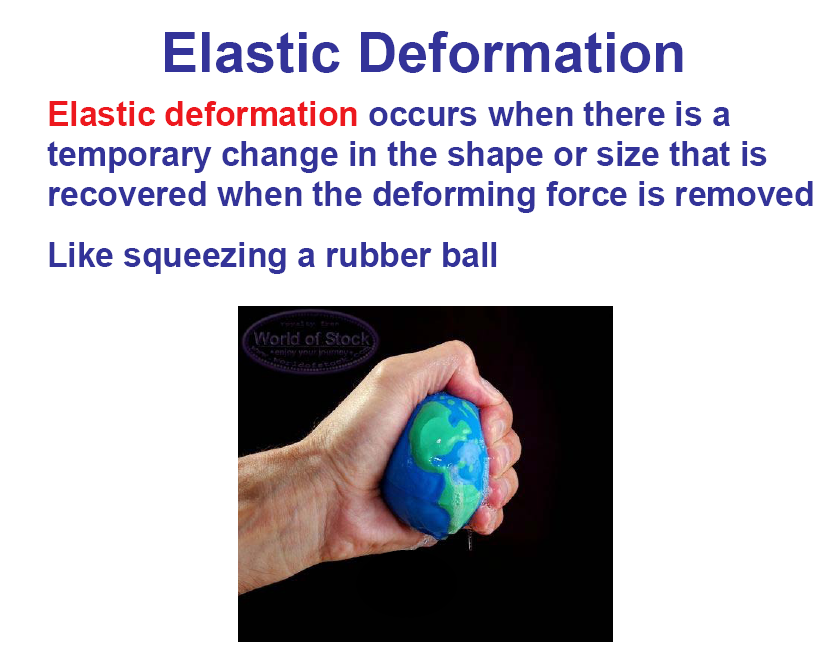 Elastic Deformation
Elastic deformation occurs when there is a
temporary change in the shape or size that is
recovered when the deforming force is removed
Like squeezing a rubber ball
World of Stock